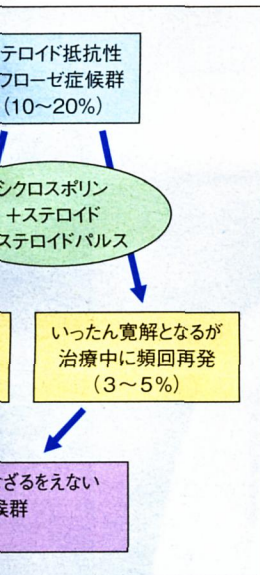 テロイド抵抗性
フローゼ症候群
（10～20%）
シクロスポリン
＋ステロイド
ステロイドパルス
いったん寛解となるが
治療中に頻回再発
（3～5%）
ざるをえない
候群